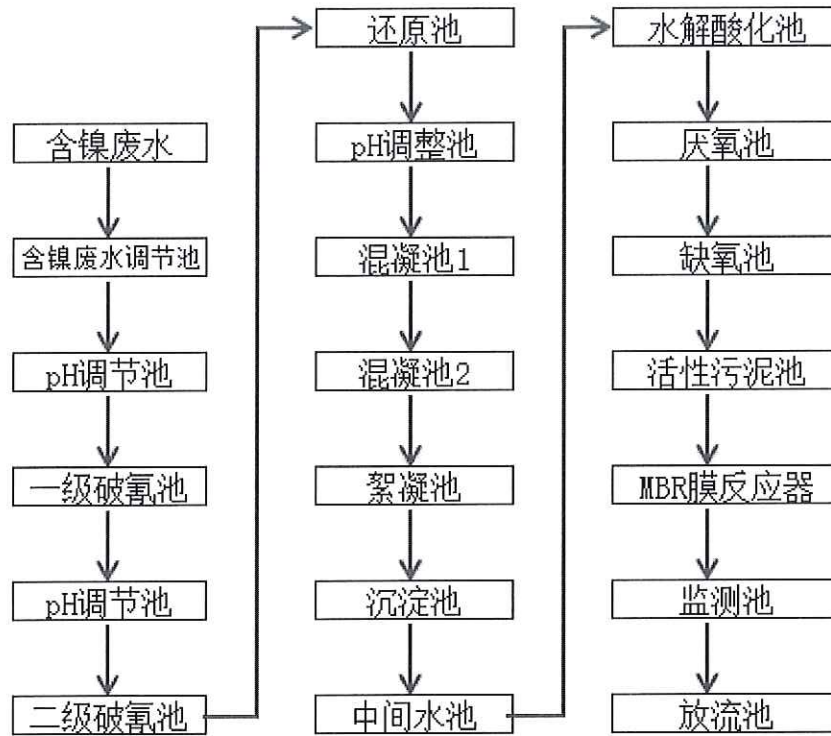 含镍废水
含镍废水调节池
pH调节池
一级破氰池
pH调节池
二级破氰池
还原池
pH调整池
混凝池1
混凝池2
絮凝池
沉淀池
中间水池
水解酸化池
厌氧池
缺氧池
活性污泥池
MBR膜反应器
监测池
放流池